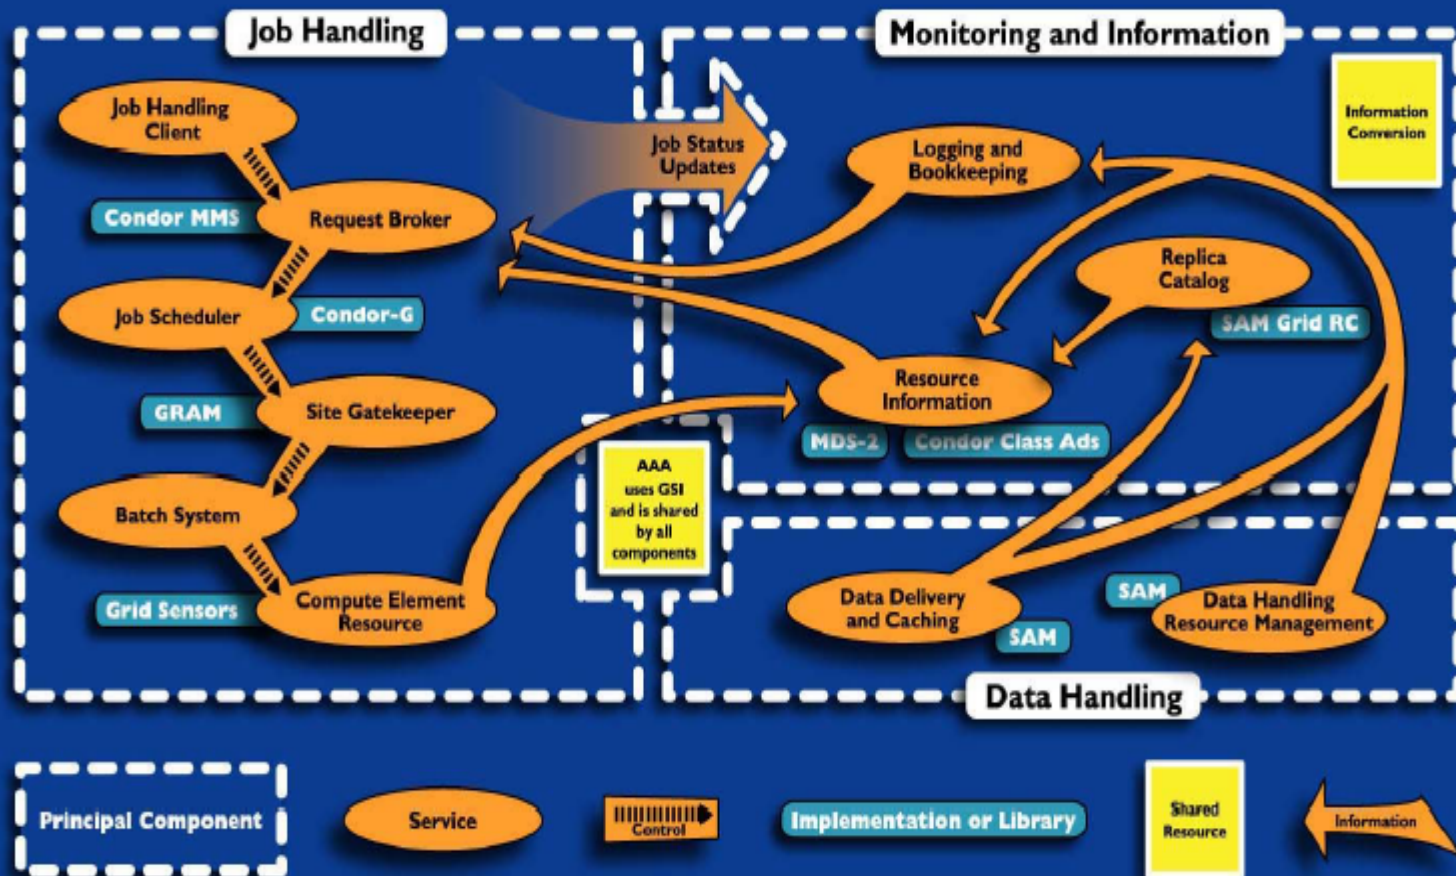 Job Handling
Monitoring and Information
Job Handling
Client
Condor MMS
Request Broker
Job Scheduler
Condor-G
GRAM
Site Gatekeeper
Batch System
Grid Sensors
Compute Element
Resource
Job Status
Updates
Logging and
Bookkeeping
Information
Conversion
Replica
Catalog
SAM Grid RC
Resource
Information
MDS-2
Condor Class Ads
AAA
uses GSI
and is shared
by all
components
Data Delivery
and Caching
SAM
SAM
Data Handling
Resource Management
Data Handling
Principal Component
Service
Control
Implementation or Library
Shared
Resource
Information